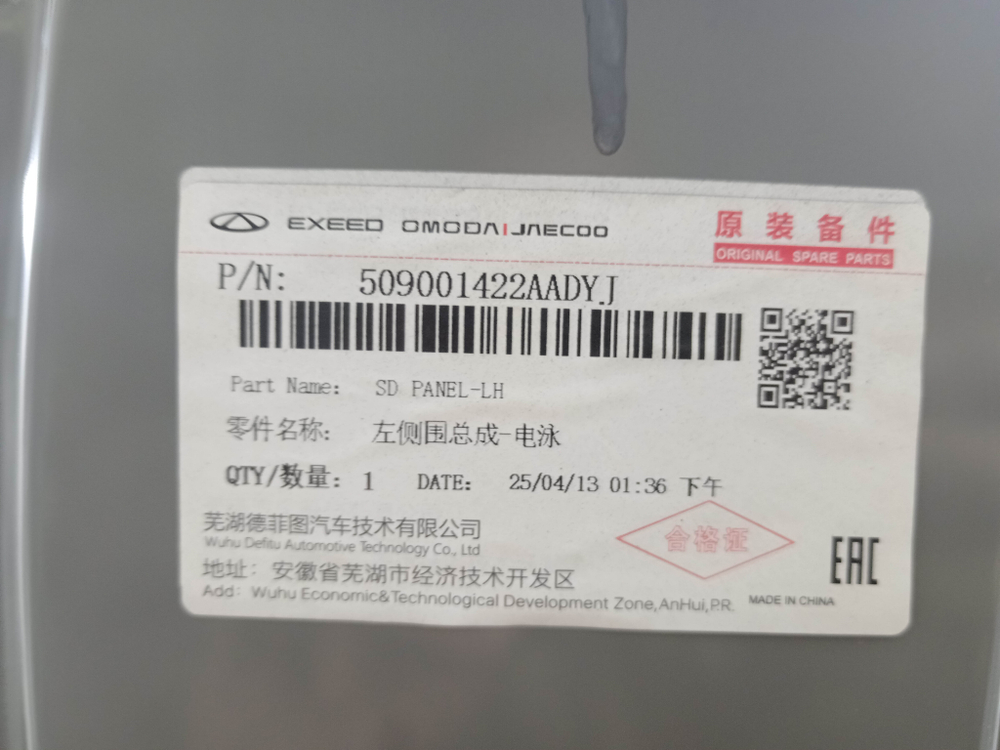 EXEED OMODA|JAECOO
原装备件
ORIGINAL SPARE PARTS
P/N: 509001422AADYJ
Part Name: SD PANEL-LH
零件名称: 左侧围总成-电泳
QTY/数量: 1 DATE: 25/04/13 01:36 下午
芜湖德菲图汽车技术有限公司
Wuhu Defitu Automotive Technology Co., Ltd
合格证
EAC
地址: 安徽省芜湖市经济技术开发区
Add: Wuhu Economic&Technological Development Zone,AnHui,P.R.
MADE IN CHINA